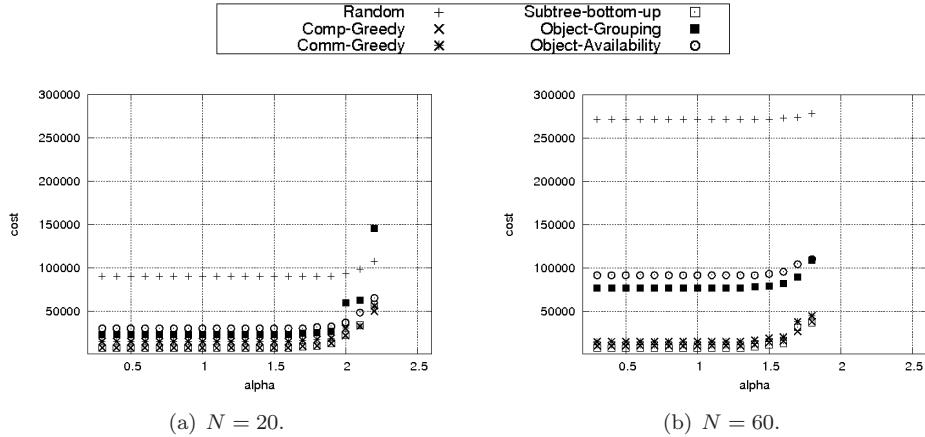 Random + Subtree-bottom-up
Comp-Greedy × Object-Grouping
Comm-Greedy Object-Availability
300000
250000
200000
150000
100000
50000
cost
0.5 1 1.5 2 2.5
alpha
(a) N = 20.
300000
250000
200000
150000
100000
50000
cost
0.5 1 1.5 2 2.5
alpha
(b) N = 60.